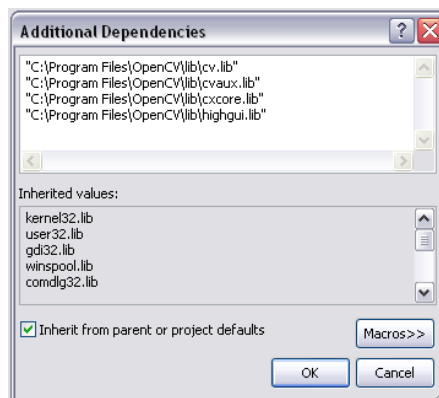 Additional Dependencies
"C:\Program Files\OpenCV\lib\cv.lib"
"C:\Program Files\OpenCV\lib\cvaux.lib"
"C:\Program Files\OpenCV\lib\cxcore.lib"
"C:\Program Files\OpenCV\lib\highgui.lib"
Inherited values:
kernel32.lib
user32.lib
gdi32.lib
winspool.lib
comdlg32.lib
Inherit from parent or project defaults
Macros>>
OK
Cancel